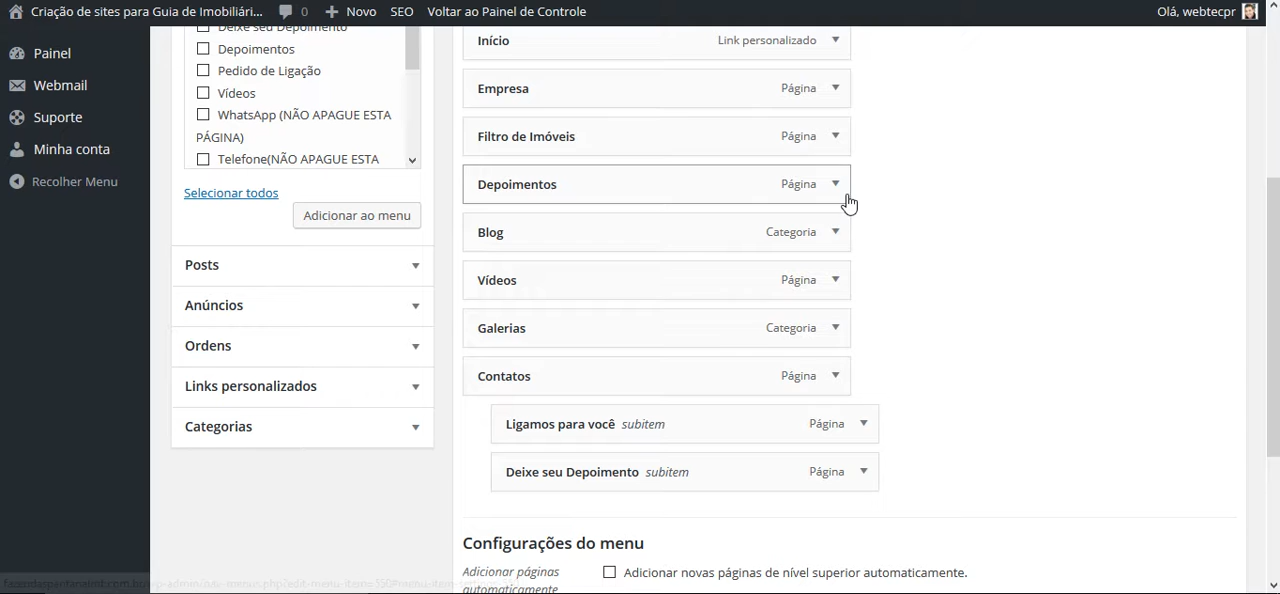 Criação de sites para Guia de Imobiliári... 0 Novo SEO Voltar ao Painel de Controle Olá, webtecpr
Painel
Webmail
Suporte
Minha conta
Recolher Menu
Deixe seu Depoimento
Depoimentos
Pedido de Ligação
Vídeos
WhatsApp (NÃO APAGUE ESTA
PÁGINA)
Telefone(NÃO APAGUE ESTA
Selecionar todos
Adicionar ao menu
Posts
Anúncios
Ordens
Links personalizados
Categorias
Início Link personalizado
Empresa Página
Filtro de Imóveis Página
Depoimentos Página
Blog Categoria
Vídeos Página
Galerias Categoria
Contatos Página
Ligamos para você subitem Página
Deixe seu Depoimento subitem Página
Configurações do menu
Adicionar páginas
automaticamente
Adicionar novas páginas de nível superior automaticamente.